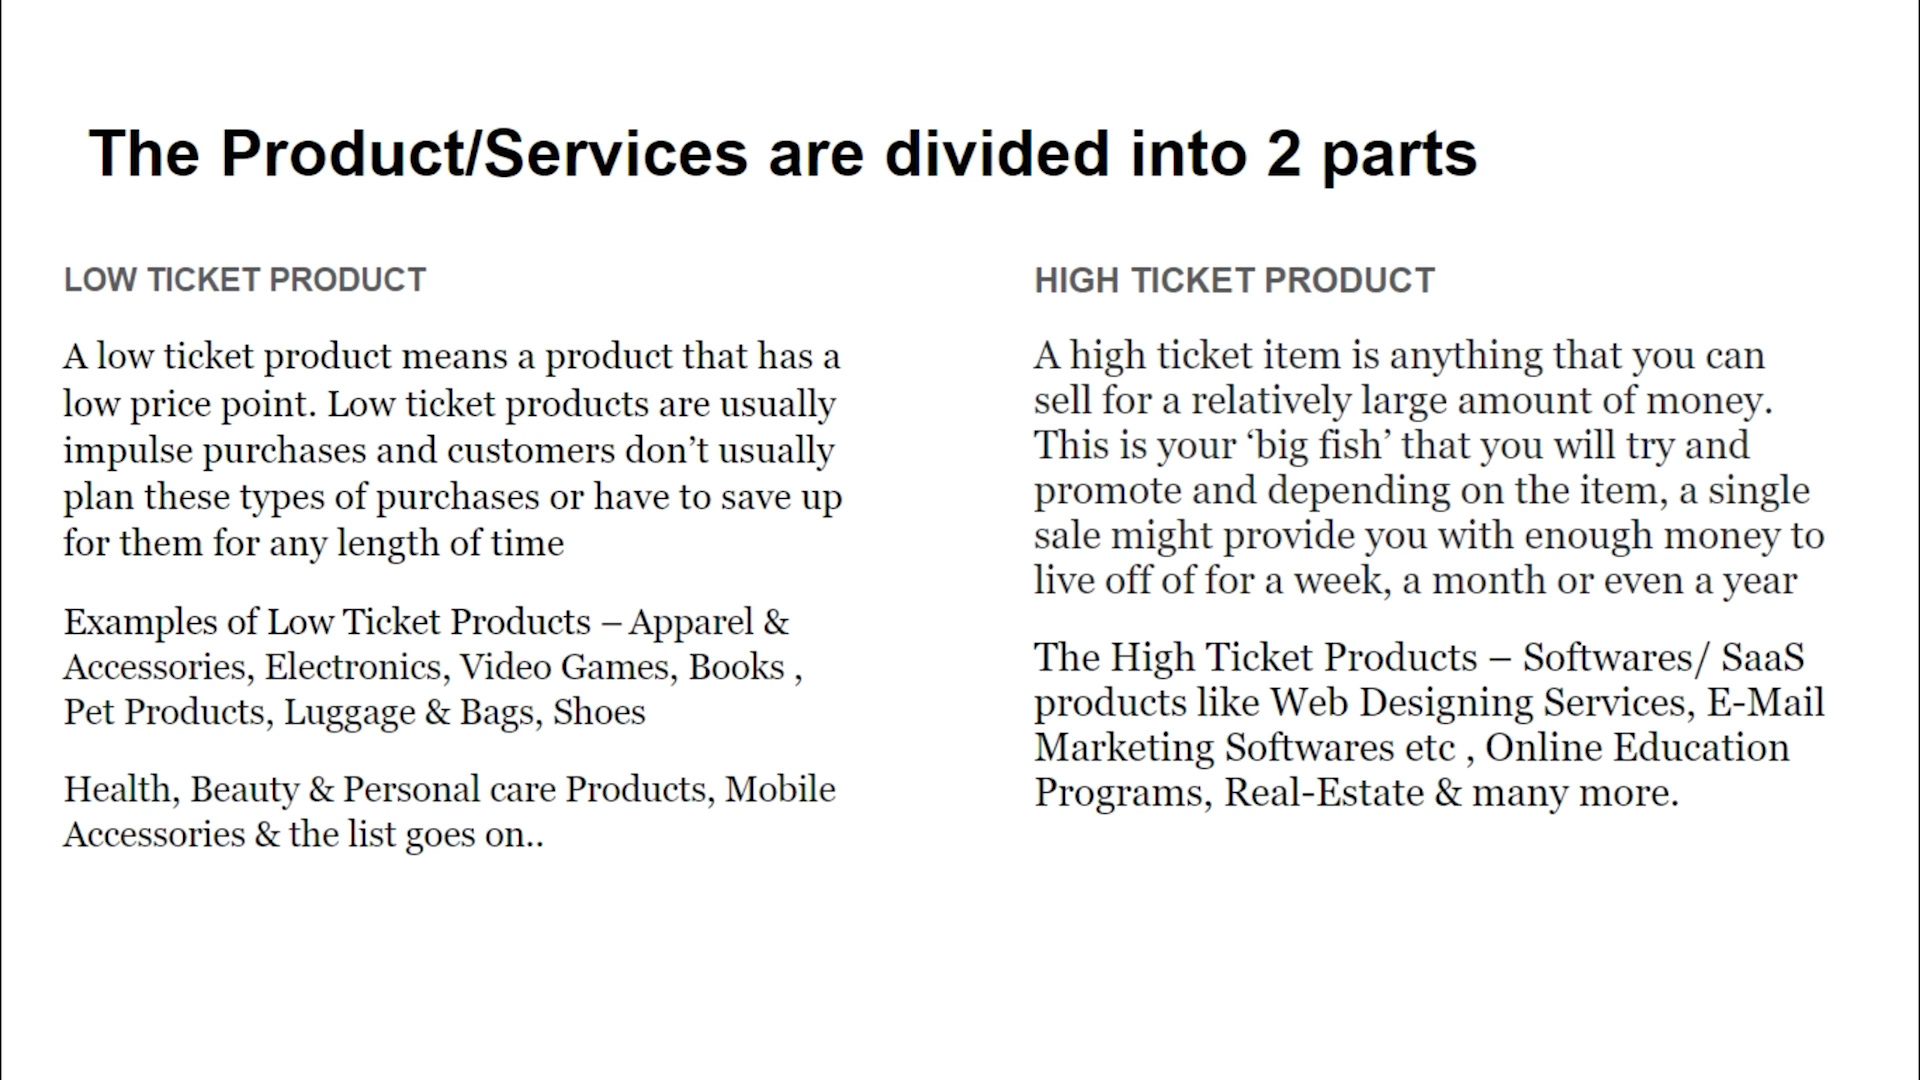 The Product/Services are divided into 2 parts
LOW TICKET PRODUCT
A low ticket product means a product that has a
low price point. Low ticket products are usually
impulse purchases and customers don’t usually
plan these types of purchases or have to save up
for them for any length of time
Examples of Low Ticket Products – Apparel &
Accessories, Electronics, Video Games, Books ,
Pet Products, Luggage & Bags, Shoes
Health, Beauty & Personal care Products, Mobile
Accessories & the list goes on..
HIGH TICKET PRODUCT
A high ticket item is anything that you can
sell for a relatively large amount of money.
This is your ‘big fish’ that you will try and
promote and depending on the item, a single
sale might provide you with enough money to
live off of for a week, a month or even a year
The High Ticket Products – Softwares/ SaaS
products like Web Designing Services, E-Mail
Marketing Softwares etc , Online Education
Programs, Real-Estate & many more.